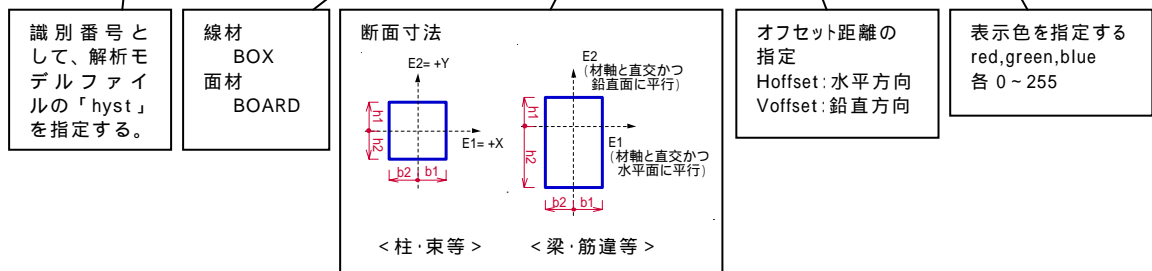 識別番号と
して、解析モ
デルファイ
ルの「hyst」
を指定する。
線材
BOX
面材
BOARD
断面寸法
E2= +Y
h1
h2
E1= +X
b2 b1
<柱･束等>
E2
(材軸と直交かつ
鉛直面に平行)
h1
h2
E1
(材軸と直交かつ
水平面に平行)
b2 b1
<梁･筋違等>
オフセット距離の
指定
Hoffset:水平方向
Voffset:鉛直方向
表示色を指定する
red,green,blue
各 0~255